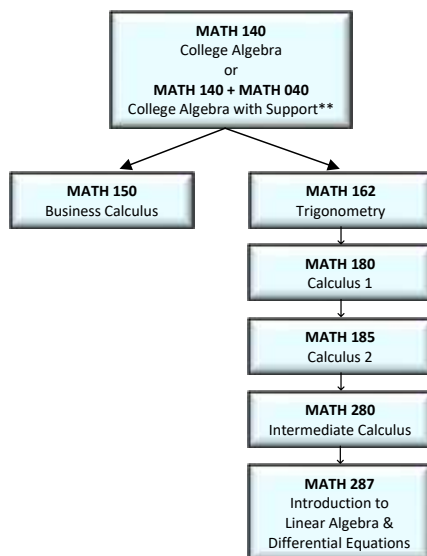 MATH 140
College Algebra
or
MATH 140 + MATH 040
College Algebra with Support**
MATH 150
Business Calculus
MATH 162
Trigonometry
MATH 180
Calculus 1
MATH 185
Calculus 2
MATH 280
Intermediate Calculus
MATH 287
Introduction to
Linear Algebra &
Differential Equations